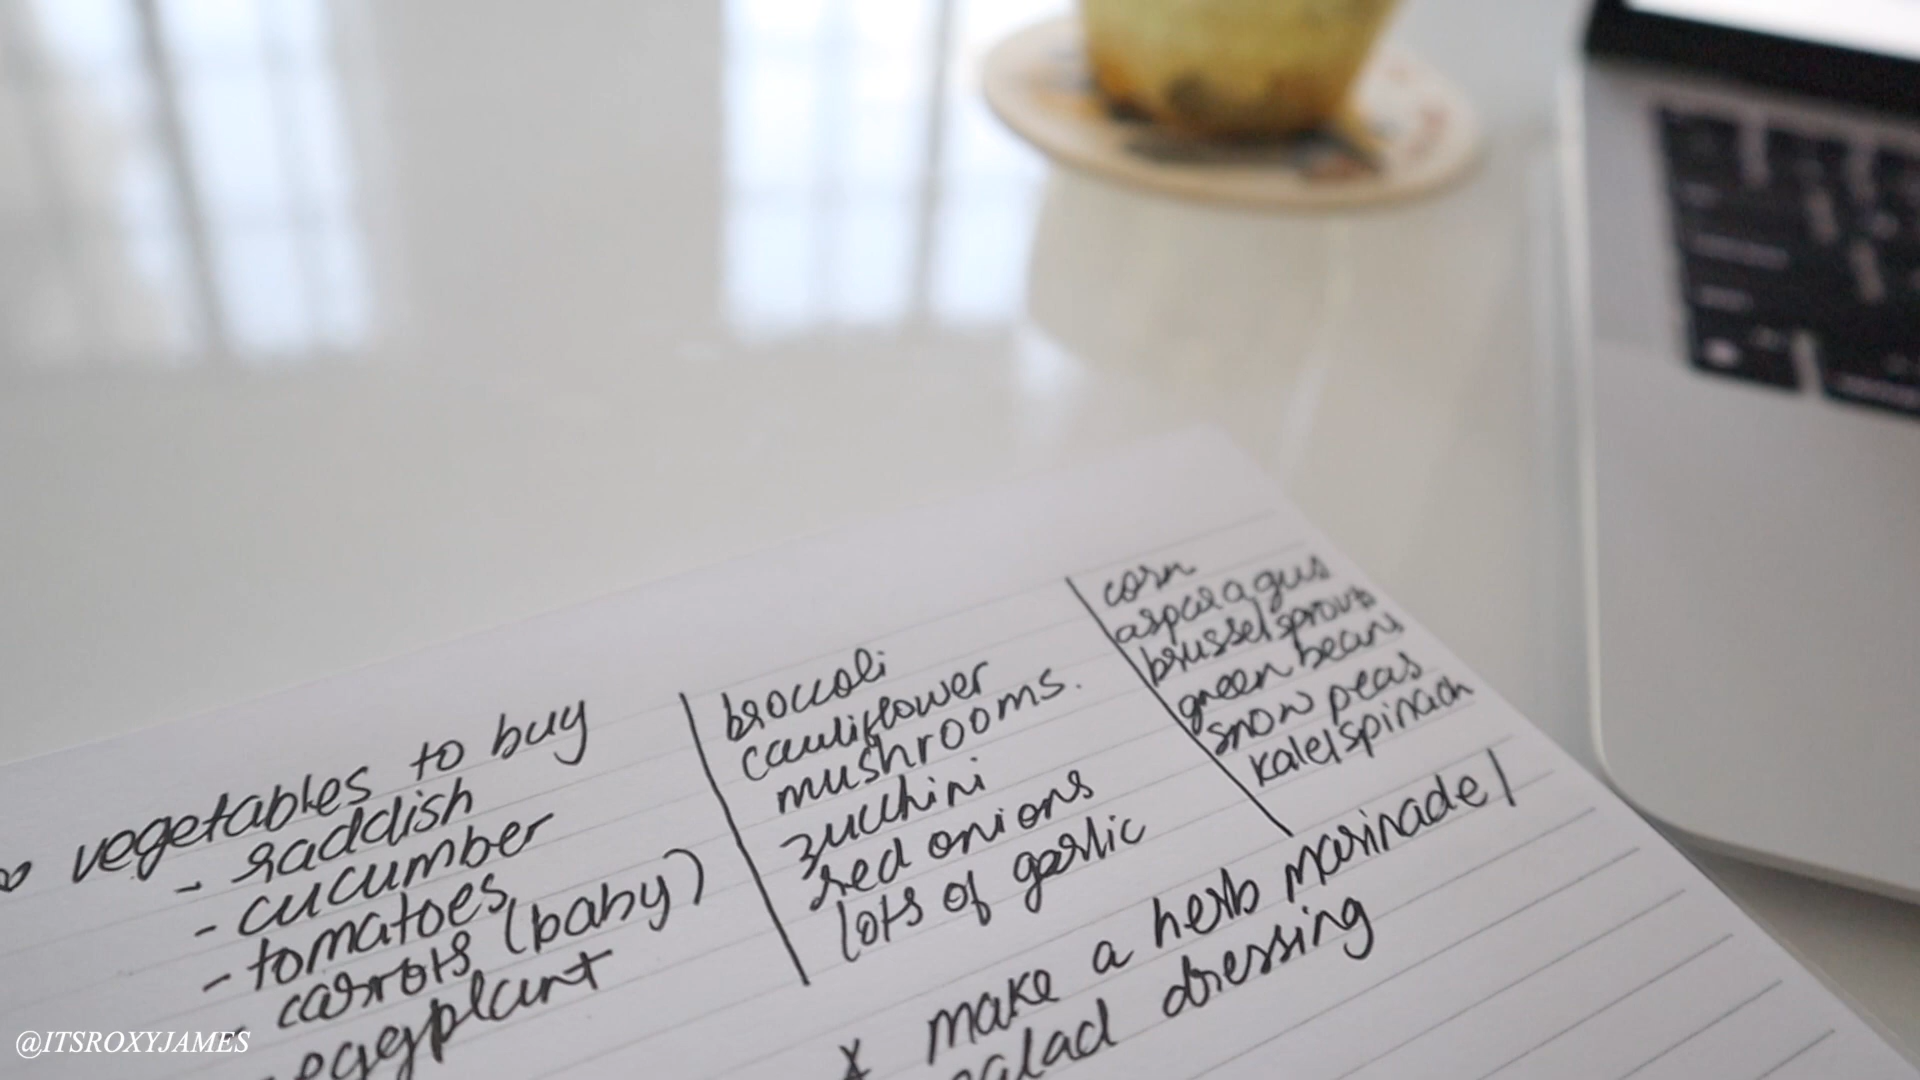 vegetables to buy
- raddish
- cucumber
- tomatoes
- carrots (baby)
eggplant
broccoli
cauliflower
mushrooms.
zucchini
red onions
lots of garlic
corn
asparagus
brussel sprouts
green beans
snow peas
kale/spinach
x make a herb marinade/
salad dressing
@ITSROXYJAMES